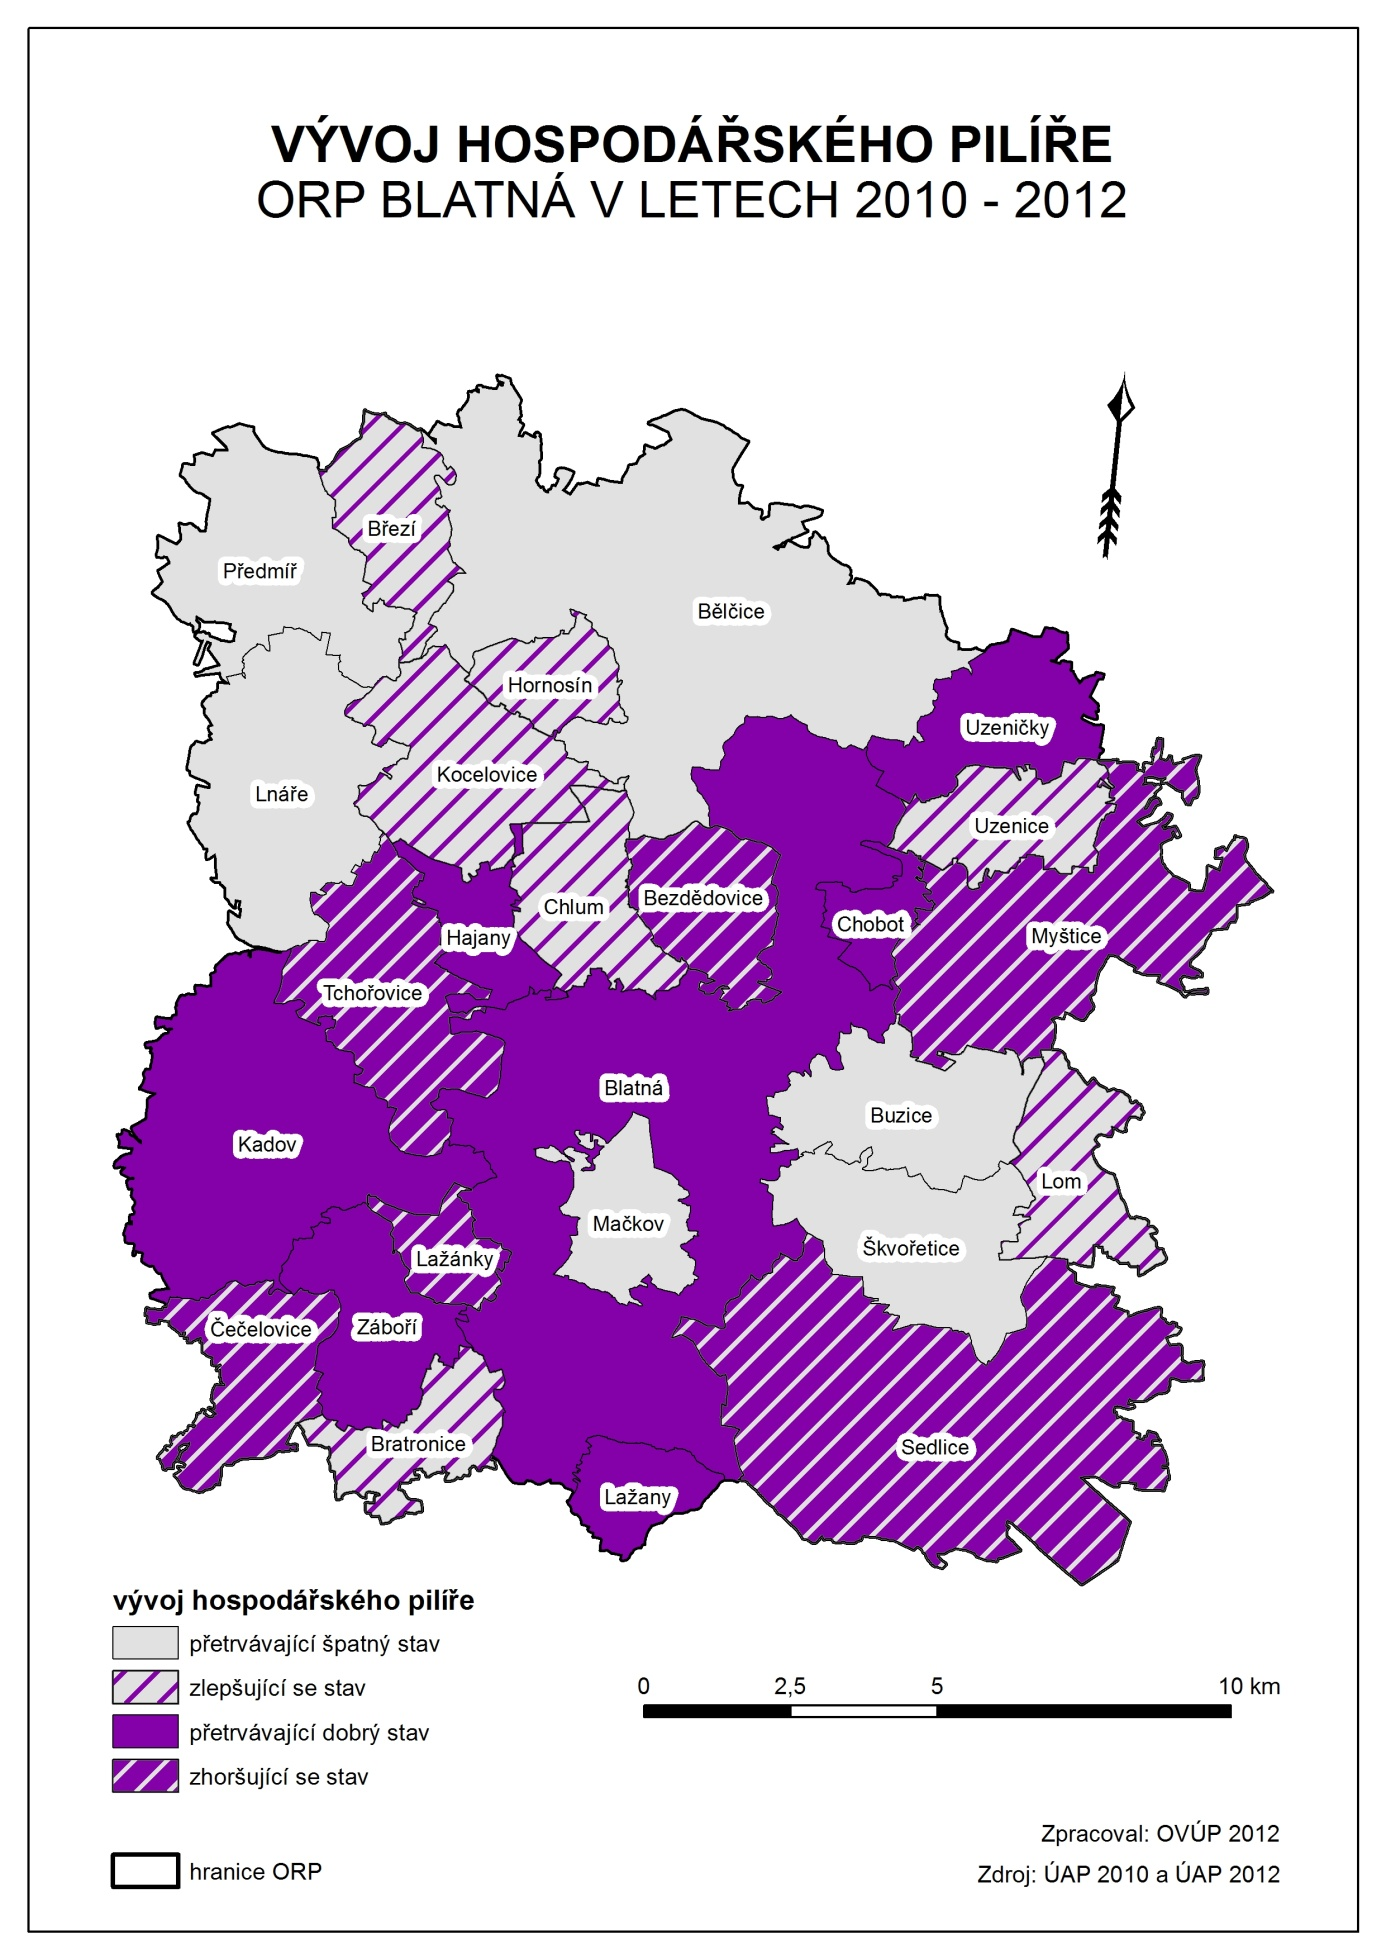 VÝVOJ HOSPODÁŘSKÉHO PILÍŘE
ORP BLATNÁ V LETECH 2010 - 2012
Březí
Předmíř
Bělčice
Hornosín
Uzeničky
Kocelovice
Lnáře
Uzenice
Bezdědovice
Chlum
Chobot
Hajany
Myštice
Tchořovice
Blatná
Buzice
Kadov
Lom
Mačkov
Škvořetice
Lažánky
Čečelovice
Záboří
Bratronice
Sedlice
Lažany
vývoj hospodářského pilíře
přetrvávající špatný stav
zlepšující se stav
přetrvávající dobrý stav
zhoršující se stav
hranice ORP
0 2,5 5 10 km
Zpracoval: OVÚP 2012
Zdroj: ÚAP 2010 a ÚAP 2012